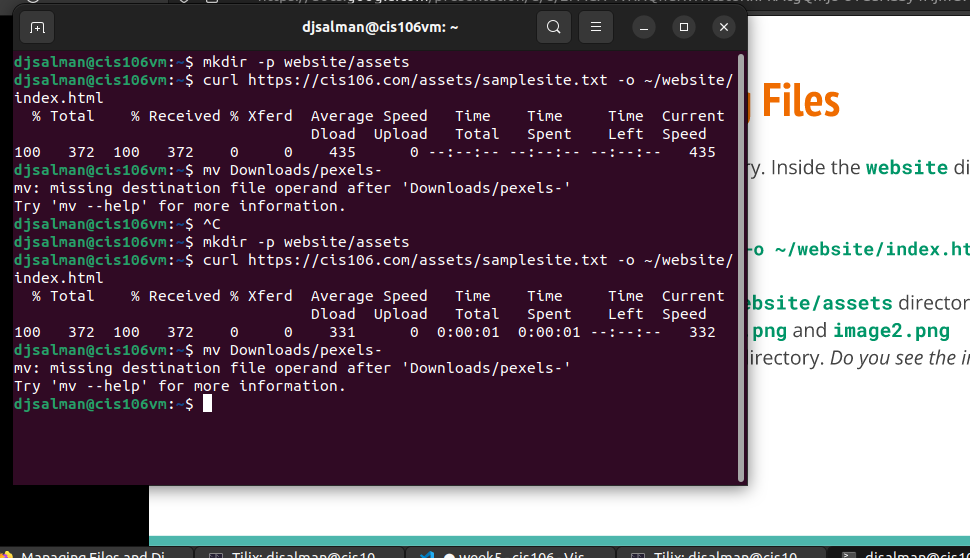 djsalman@cis106vm: ~
djsalman@cis106vm:~$ mkdir -p website/assets
djsalman@cis106vm:~$ curl https://cis106.com/assets/samplesite.txt -o ~/website/
index.html
% Total % Received % Xferd Average Speed Time Time Time Current
Dload Upload Total Spent Left Speed
100 372 100 372 0 0 435 0 --:--:-- --:--:-- --:--:-- 435
djsalman@cis106vm:~$ mv Downloads/pexels-
mv: missing destination file operand after 'Downloads/pexels-'
Try 'mv --help' for more information.
djsalman@cis106vm:~$ ^C
djsalman@cis106vm:~$ mkdir -p website/assets
djsalman@cis106vm:~$ curl https://cis106.com/assets/samplesite.txt -o ~/website/
index.html
% Total % Received % Xferd Average Speed Time Time Time Current
Dload Upload Total Spent Left Speed
100 372 100 372 0 0 331 0 0:00:01 0:00:01 --:--:-- 332
djsalman@cis106vm:~$ mv Downloads/pexels-
mv: missing destination file operand after 'Downloads/pexels-'
Try 'mv --help' for more information.
djsalman@cis106vm:~$
Files
ry. Inside the website di
-o ~/website/index.ht
ebsite/assets director
.png and image2.png
irectory. Do you see the i
Managing Files and Di
Tilix: djsalman@cis10
week5 - cis106 - Vis
Tilix: djsalman@cis10
djsalman@cis10